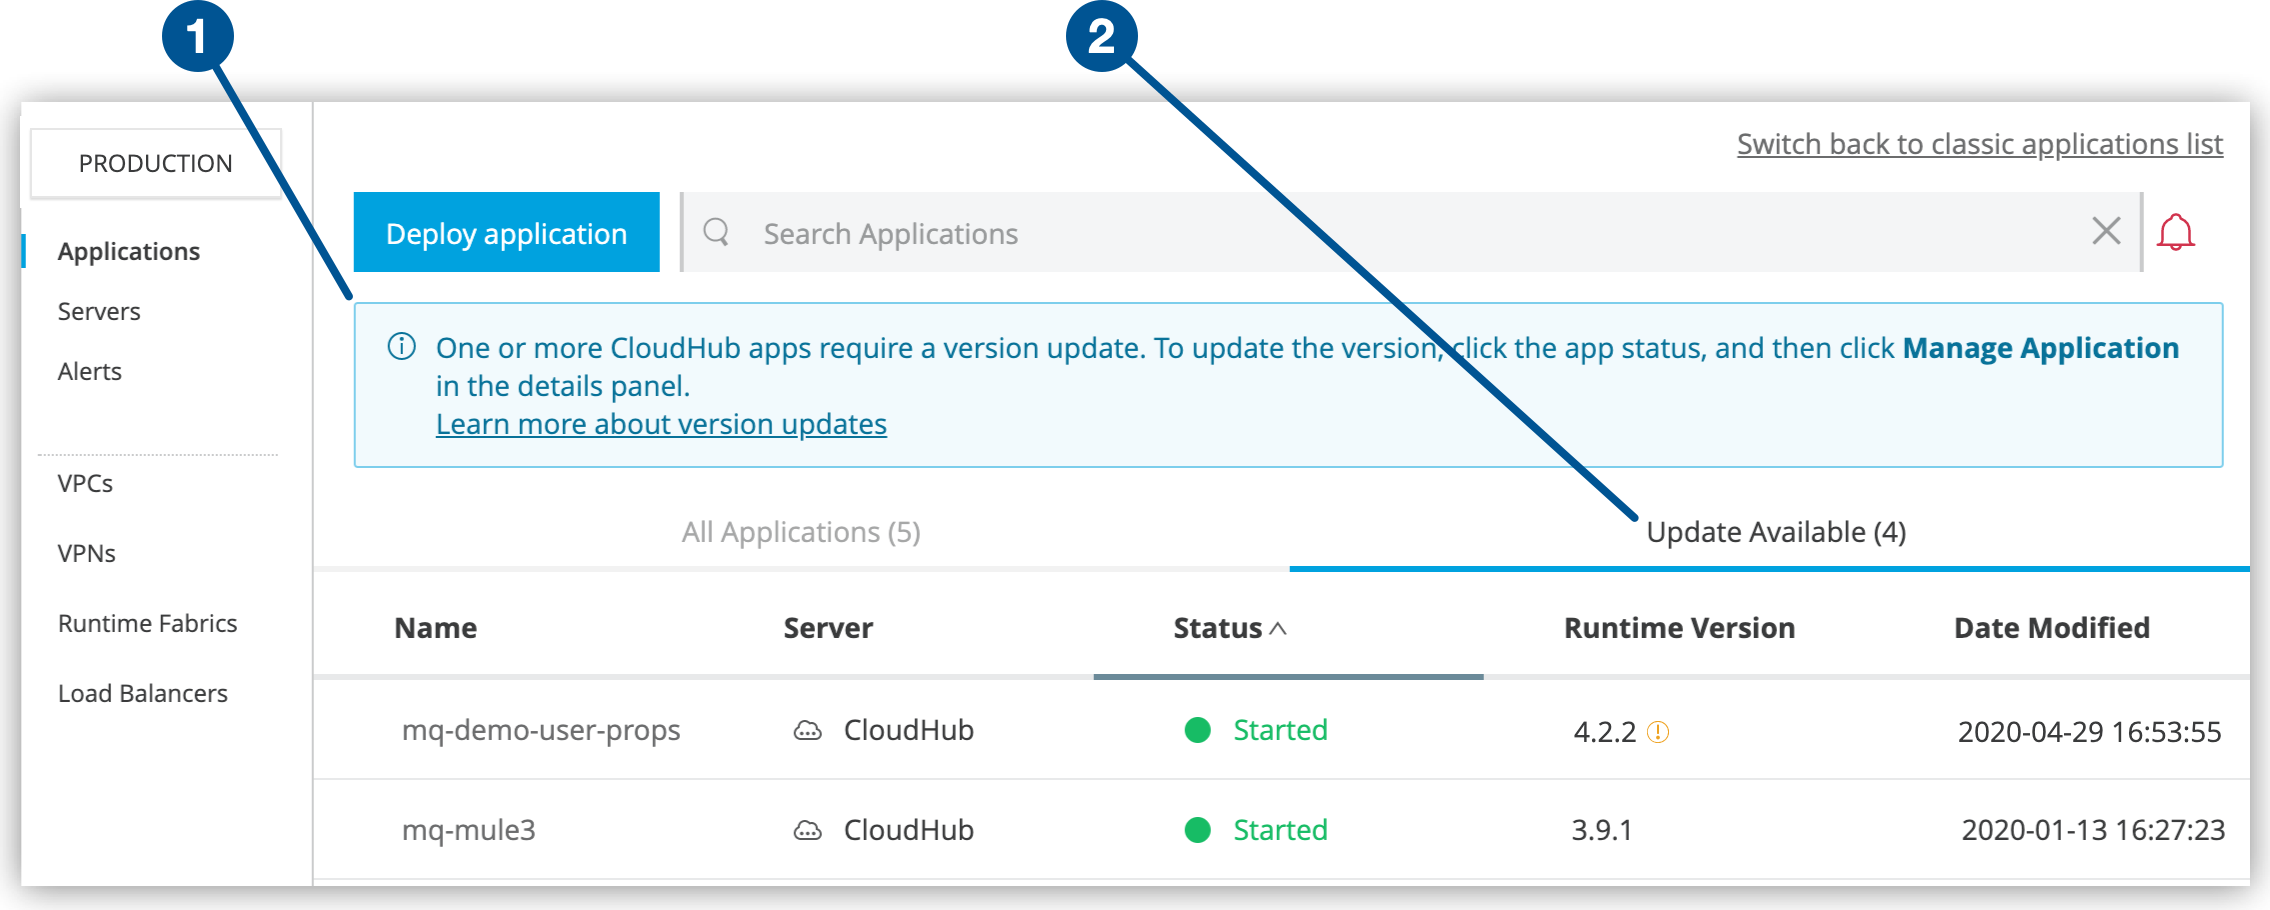 1
2
PRODUCTION
Applications
Servers
Alerts
VPCs
VPNs
Runtime Fabrics
Load Balancers
Switch back to classic applications list
Deploy application
Search Applications
One or more CloudHub apps require a version update. To update the version, click the app status, and then click Manage Application
in the details panel.
Learn more about version updates
All Applications (5)
Update Available (4)
Name Server Status Runtime Version Date Modified
mq-demo-user-props CloudHub Started 4.2.2 2020-04-29 16:53:55
mq-mule3 CloudHub Started 3.9.1 2020-01-13 16:27:23